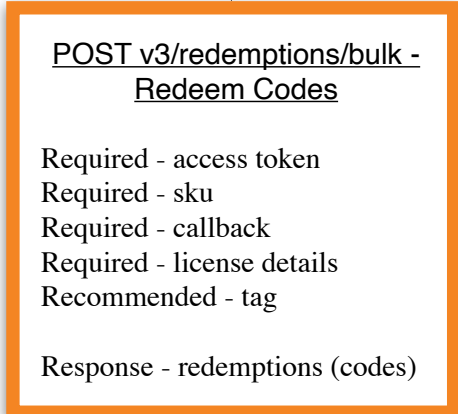 POST v3/redemptions/bulk -
Redeem Codes
Required - access token
Required - sku
Required - callback
Required - license details
Recommended - tag
Response - redemptions (codes)